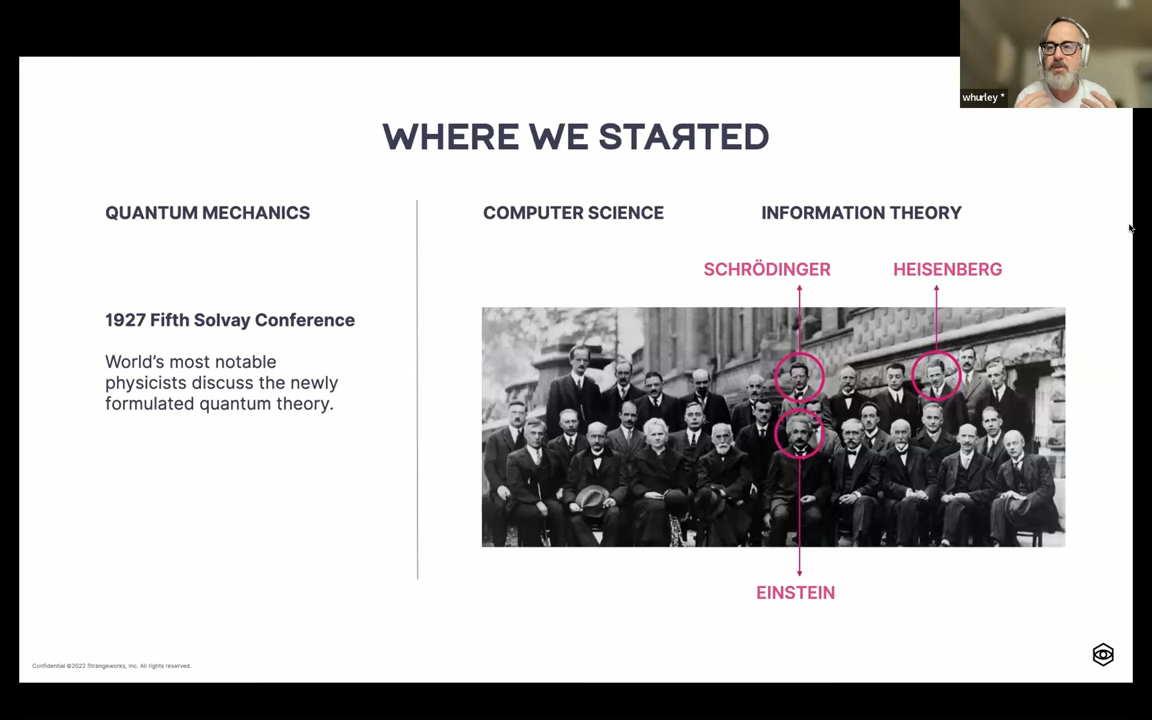 whurley *
WHERE WE STAЯTED
QUANTUM MECHANICS
COMPUTER SCIENCE
INFORMATION THEORY
SCHRÖDINGER
HEISENBERG
1927 Fifth Solvay Conference
World's most notable
physicists discuss the newly
formulated quantum theory.
EINSTEIN
Confidential ©2022 Strangeworks, Inc. All rights reserved.